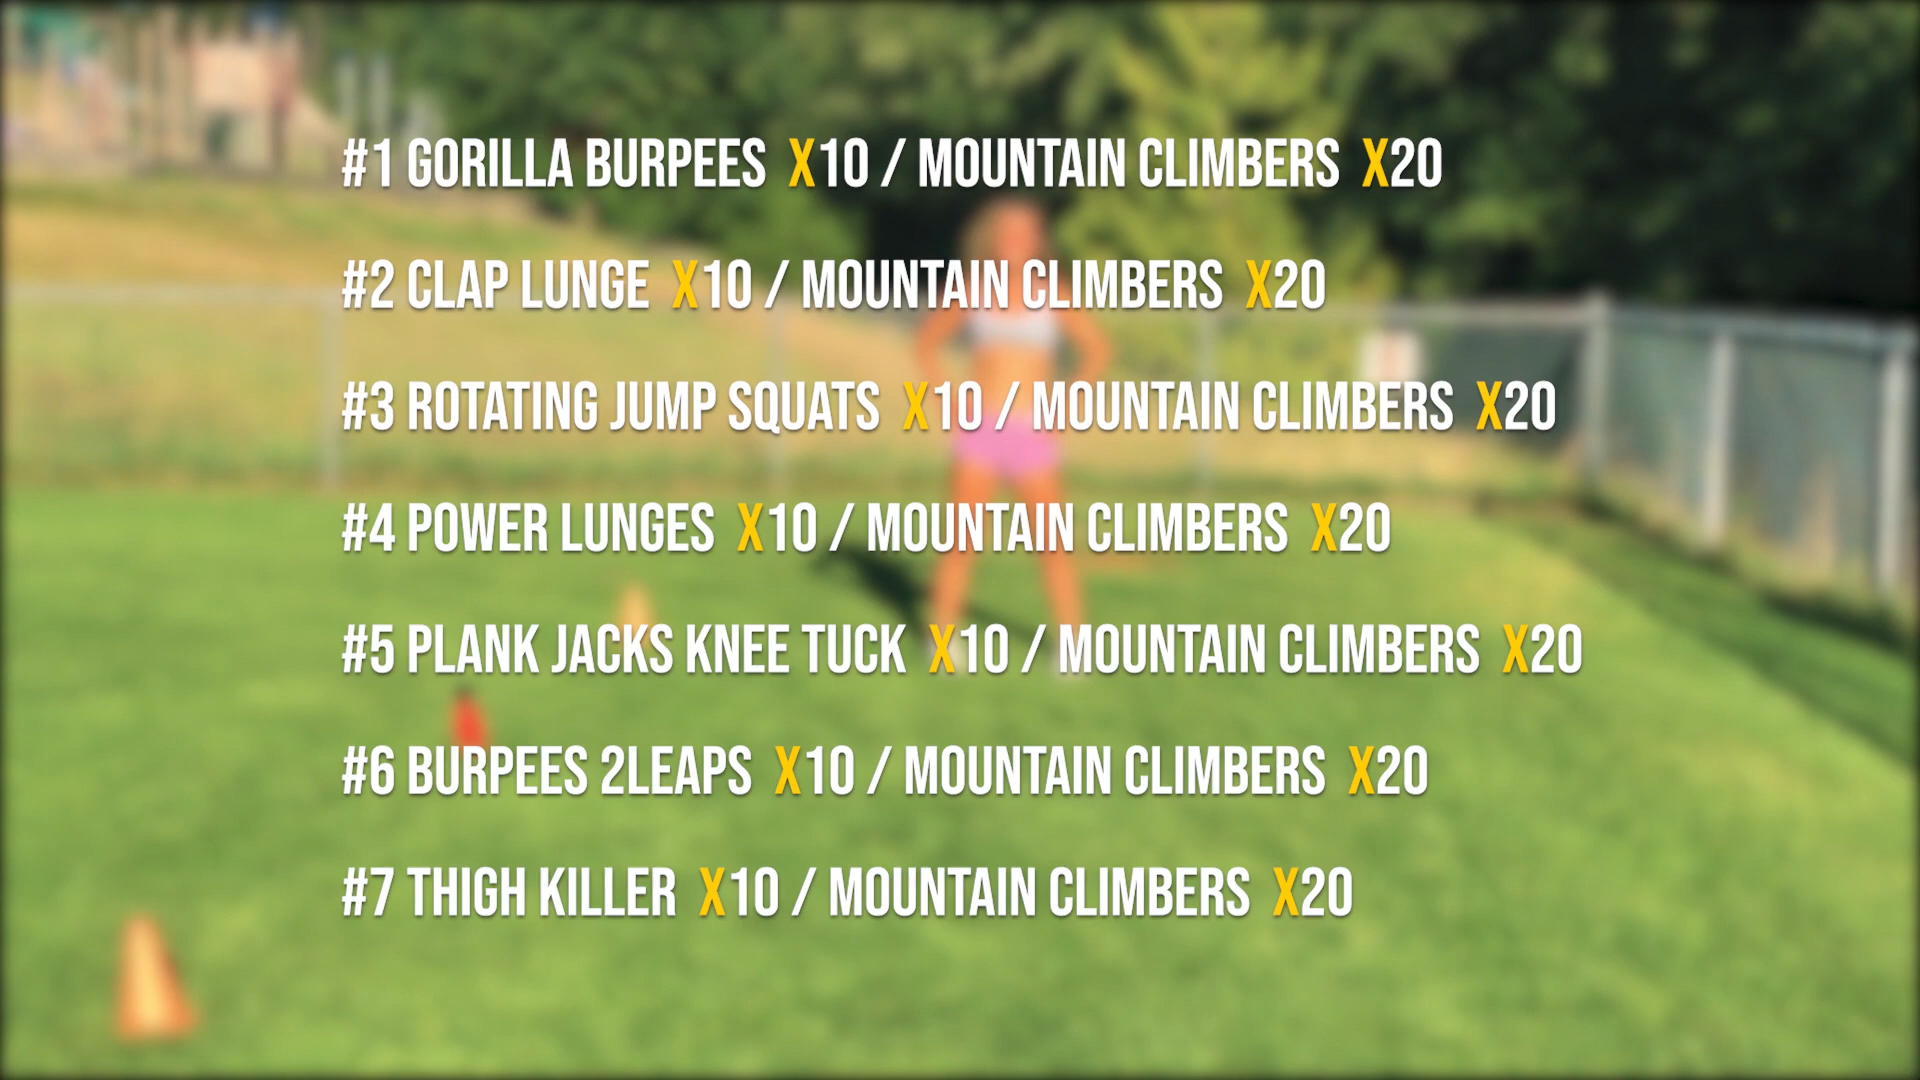 #1 GORILLA BURPEES X10 / MOUNTAIN CLIMBERS X20
#2 CLAP LUNGE X10 / MOUNTAIN CLIMBERS X20
#3 ROTATING JUMP SQUATS X10 / MOUNTAIN CLIMBERS X20
#4 POWER LUNGES X10 / MOUNTAIN CLIMBERS X20
#5 PLANK JACKS KNEE TUCK X10 / MOUNTAIN CLIMBERS X20
#6 BURPEES 2LEAPS X10 / MOUNTAIN CLIMBERS X20
#7 THIGH KILLER X10 / MOUNTAIN CLIMBERS X20